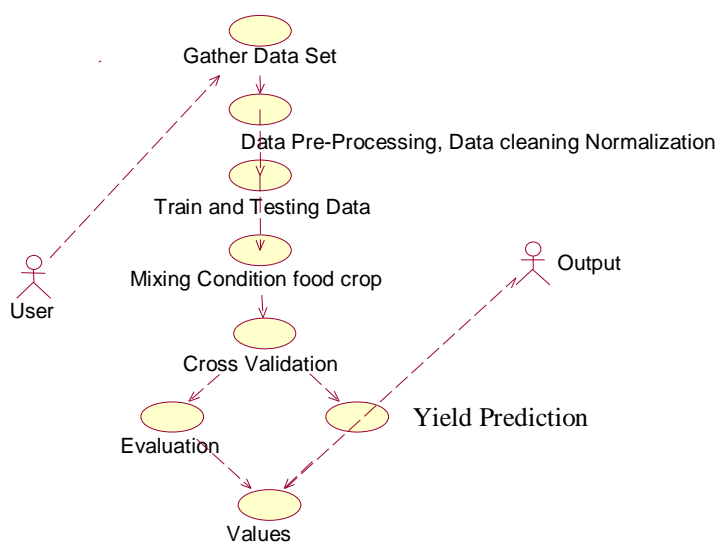 Gather Data Set
Data Pre-Processing, Data cleaning Normalization
Train and Testing Data
Output
Mixing Condition food crop
User
Cross Validation
Yield Prediction
Evaluation
Values